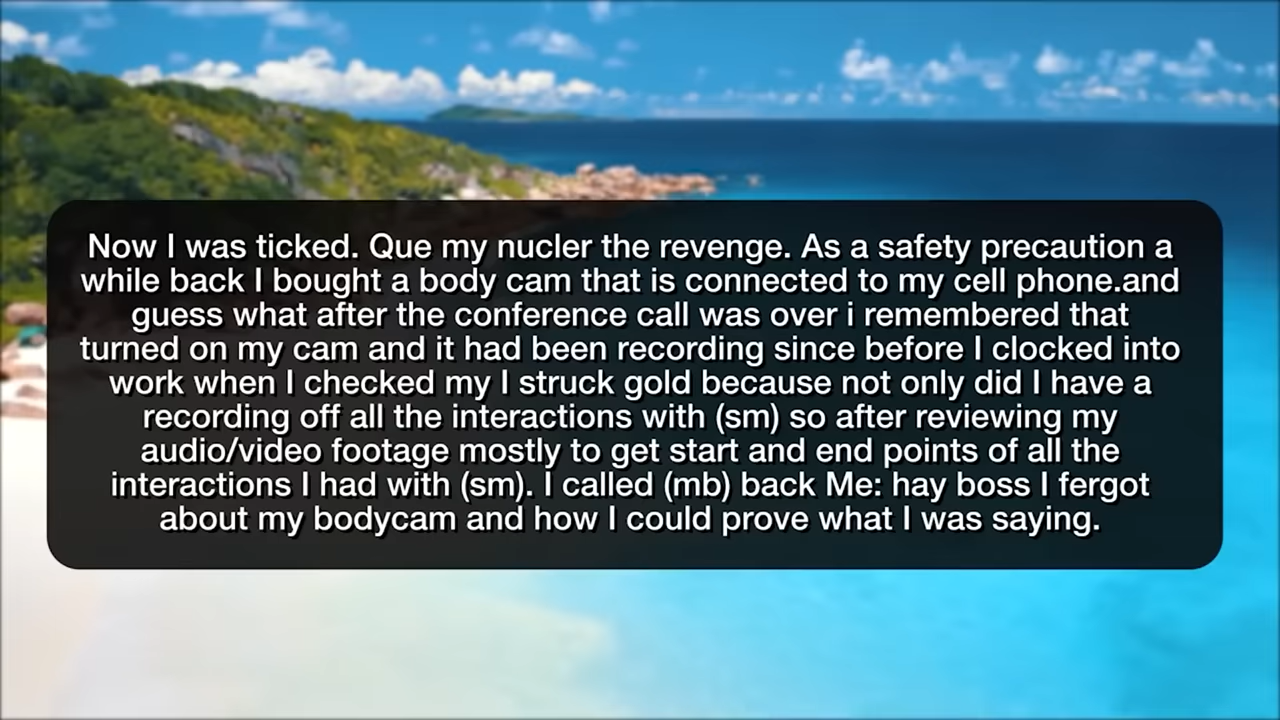 Now I was ticked. Que my nucler the revenge. As a safety precaution a
while back I bought a body cam that is connected to my cell phone.and
guess what after the conference call was over i remembered that
turned on my cam and it had been recording since before I clocked into
work when I checked my I struck gold because not only did I have a
recording off all the interactions with (sm) so after reviewing my
audio/video footage mostly to get start and end points of all the
interactions I had with (sm). I called (mb) back Me: hay boss I fergot
about my bodycam and how I could prove what I was saying.